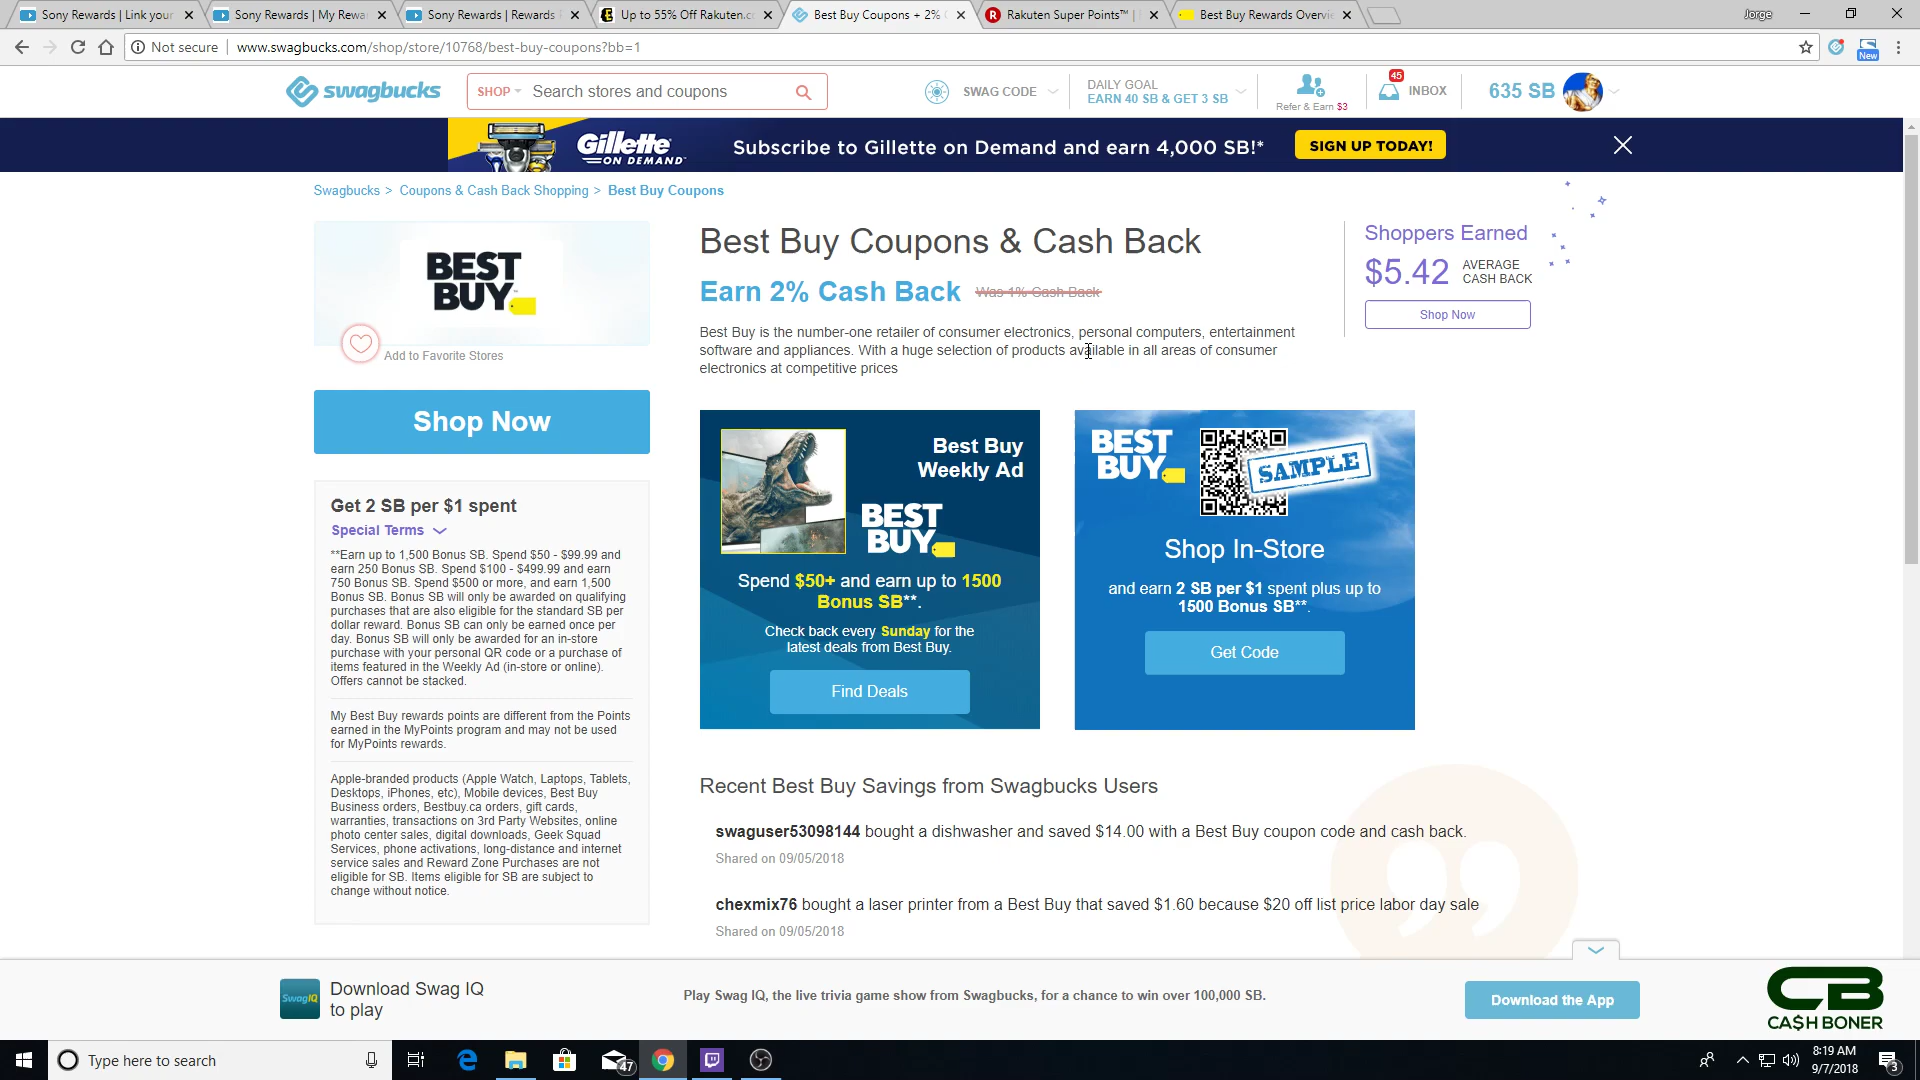 Sony Rewards | Link your
Sony Rewards | My Rewa
Sony Rewards | Rewards
Up to 55% Off Rakuten.c
Best Buy Coupons + 2%
Rakuten Super Points™ |
Best Buy Rewards Overvi
Jorge
Not secure
www.swagbucks.com/shop/store/10768/best-buy-coupons?bb=1
New
swagbucks
SHOP
Search stores and coupons
SWAG CODE
DAILY GOAL
EARN 40 SB & GET 3 SB
Refer & Earn $3
45
INBOX
635 SB
Gillette
ON DEMAND
Subscribe to Gillette on Demand and earn 4,000 SB!*
SIGN UP TODAY!
Swagbucks > Coupons & Cash Back Shopping > Best Buy Coupons
BEST
BUY
Add to Favorite Stores
Shop Now
Get 2 SB per $1 spent
Special Terms
**Earn up to 1,500 Bonus SB. Spend $50 - $99.99 and
earn 250 Bonus SB. Spend $100 - $499.99 and earn
750 Bonus SB. Spend $500 or more, and earn 1,500
Bonus SB. Bonus SB will only be awarded on qualifying
purchases that are also eligible for the standard SB per
dollar reward. Bonus SB can only be earned once per
day. Bonus SB will only be awarded for an in-store
purchase with your personal QR code or a purchase of
items featured in the Weekly Ad (in-store or online).
Offers cannot be stacked.
My Best Buy rewards points are different from the Points
earned in the MyPoints program and may not be used
for MyPoints rewards.
Apple-branded products (Apple Watch, Laptops, Tablets,
Desktops, iPhones, etc), Mobile devices, Best Buy
Business orders, Bestbuy.ca orders, gift cards,
warranties, transactions on 3rd Party Websites, online
photo center sales, digital downloads, Geek Squad
Services, phone activations, long-distance and internet
service sales and Reward Zone Purchases are not
eligible for SB. Items eligible for SB are subject to
change without notice.
Best Buy Coupons & Cash Back
Earn 2% Cash Back Was 1% Cash Back
Best Buy is the number-one retailer of consumer electronics, personal computers, entertainment
software and appliances. With a huge selection of products available in all areas of consumer
electronics at competitive prices
Shoppers Earned
$5.42
AVERAGE
CASH BACK
Shop Now
Best Buy
Weekly Ad
BEST
BUY
Spend $50+ and earn up to 1500
Bonus SB**.
Check back every Sunday for the
latest deals from Best Buy.
Find Deals
BEST
BUY
SAMPLE
Shop In-Store
and earn 2 SB per $1 spent plus up to
1500 Bonus SB**.
Get Code
Recent Best Buy Savings from Swagbucks Users
swaguser53098144 bought a dishwasher and saved $14.00 with a Best Buy coupon code and cash back.
Shared on 09/05/2018
chexmix76 bought a laser printer from a Best Buy that saved $1.60 because $20 off list price labor day sale
Shared on 09/05/2018
SwagIQ
Download Swag IQ
to play
Play Swag IQ, the live trivia game show from Swagbucks, for a chance to win over 100,000 SB.
Download the App
CB
CA$H BONER
Type here to search
47
8:19 AM
9/7/2018
3